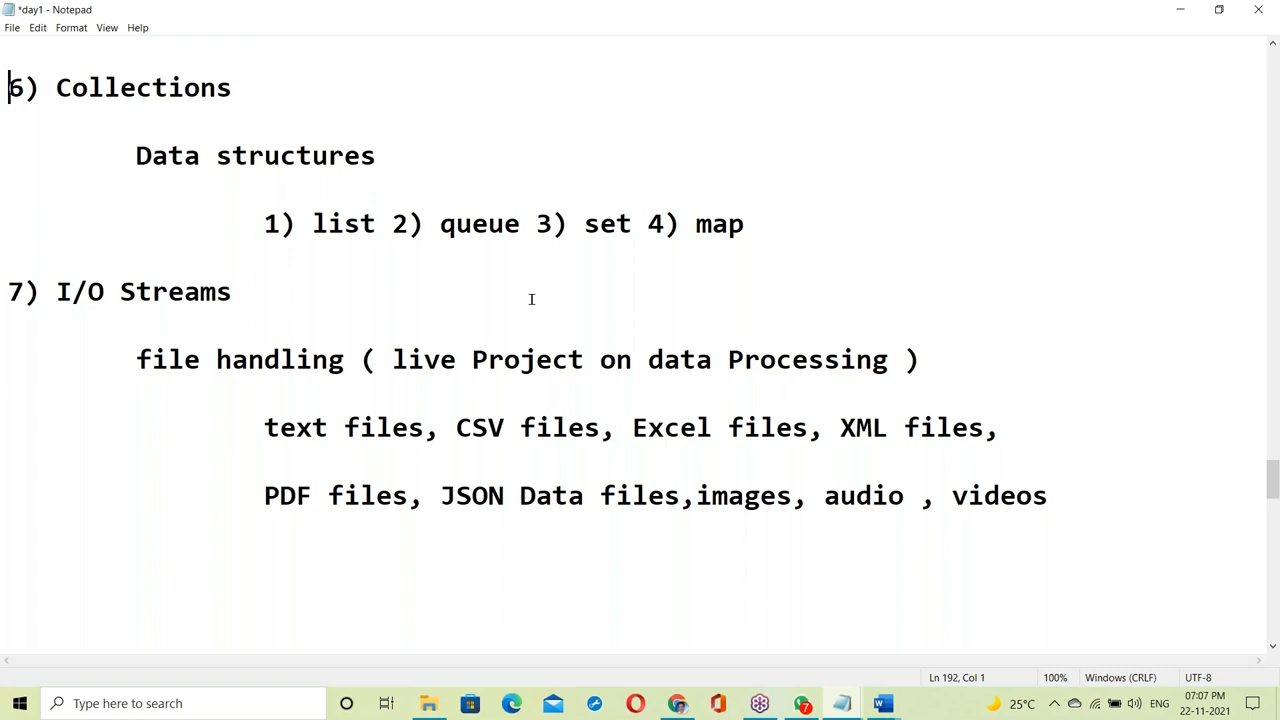 *day1 - Notepad
File Edit Format View Help
6) Collections
Data structures
1) list 2) queue 3) set 4) map
7) I/O Streams
file handling ( live Project on data Processing )
text files, CSV files, Excel files, XML files,
PDF files, JSON Data files,images, audio , videos
Ln 192, Col 1 100% Windows (CRLF) UTF-8
Type here to search 7 25°C ENG 07:07 PM
22-11-2021